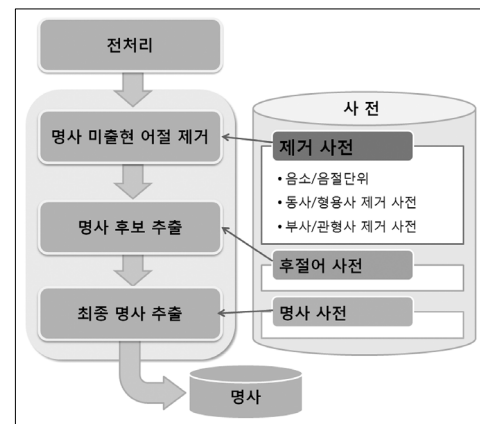 전처리
명사 미출현 어절 제거
명사 후보 추출
최종 명사 추출
명사
사 전
제거 사전
• 음소/음절단위
• 동사/형용사 제거 사전
• 부사/관형사 제거 사전
후절어 사전
명사 사전